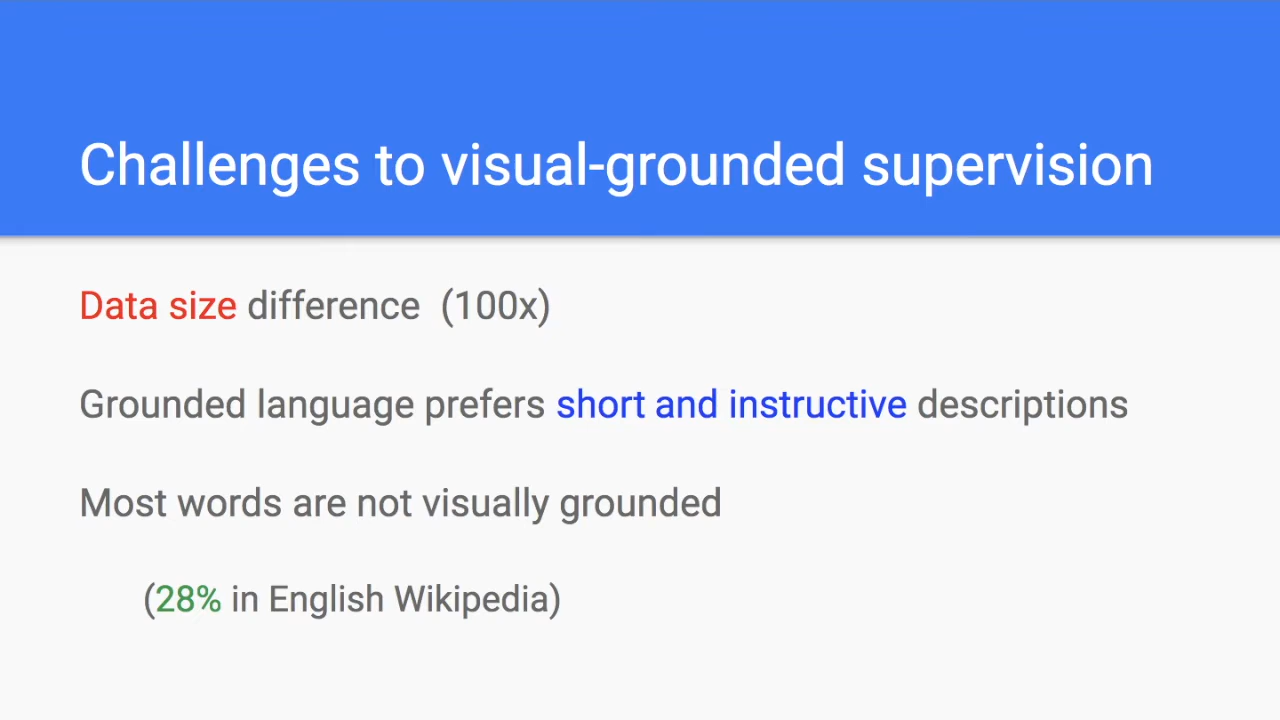 Challenges to visual-grounded supervision
Data size difference (100x)
Grounded language prefers short and instructive descriptions
Most words are not visually grounded
(28% in English Wikipedia)